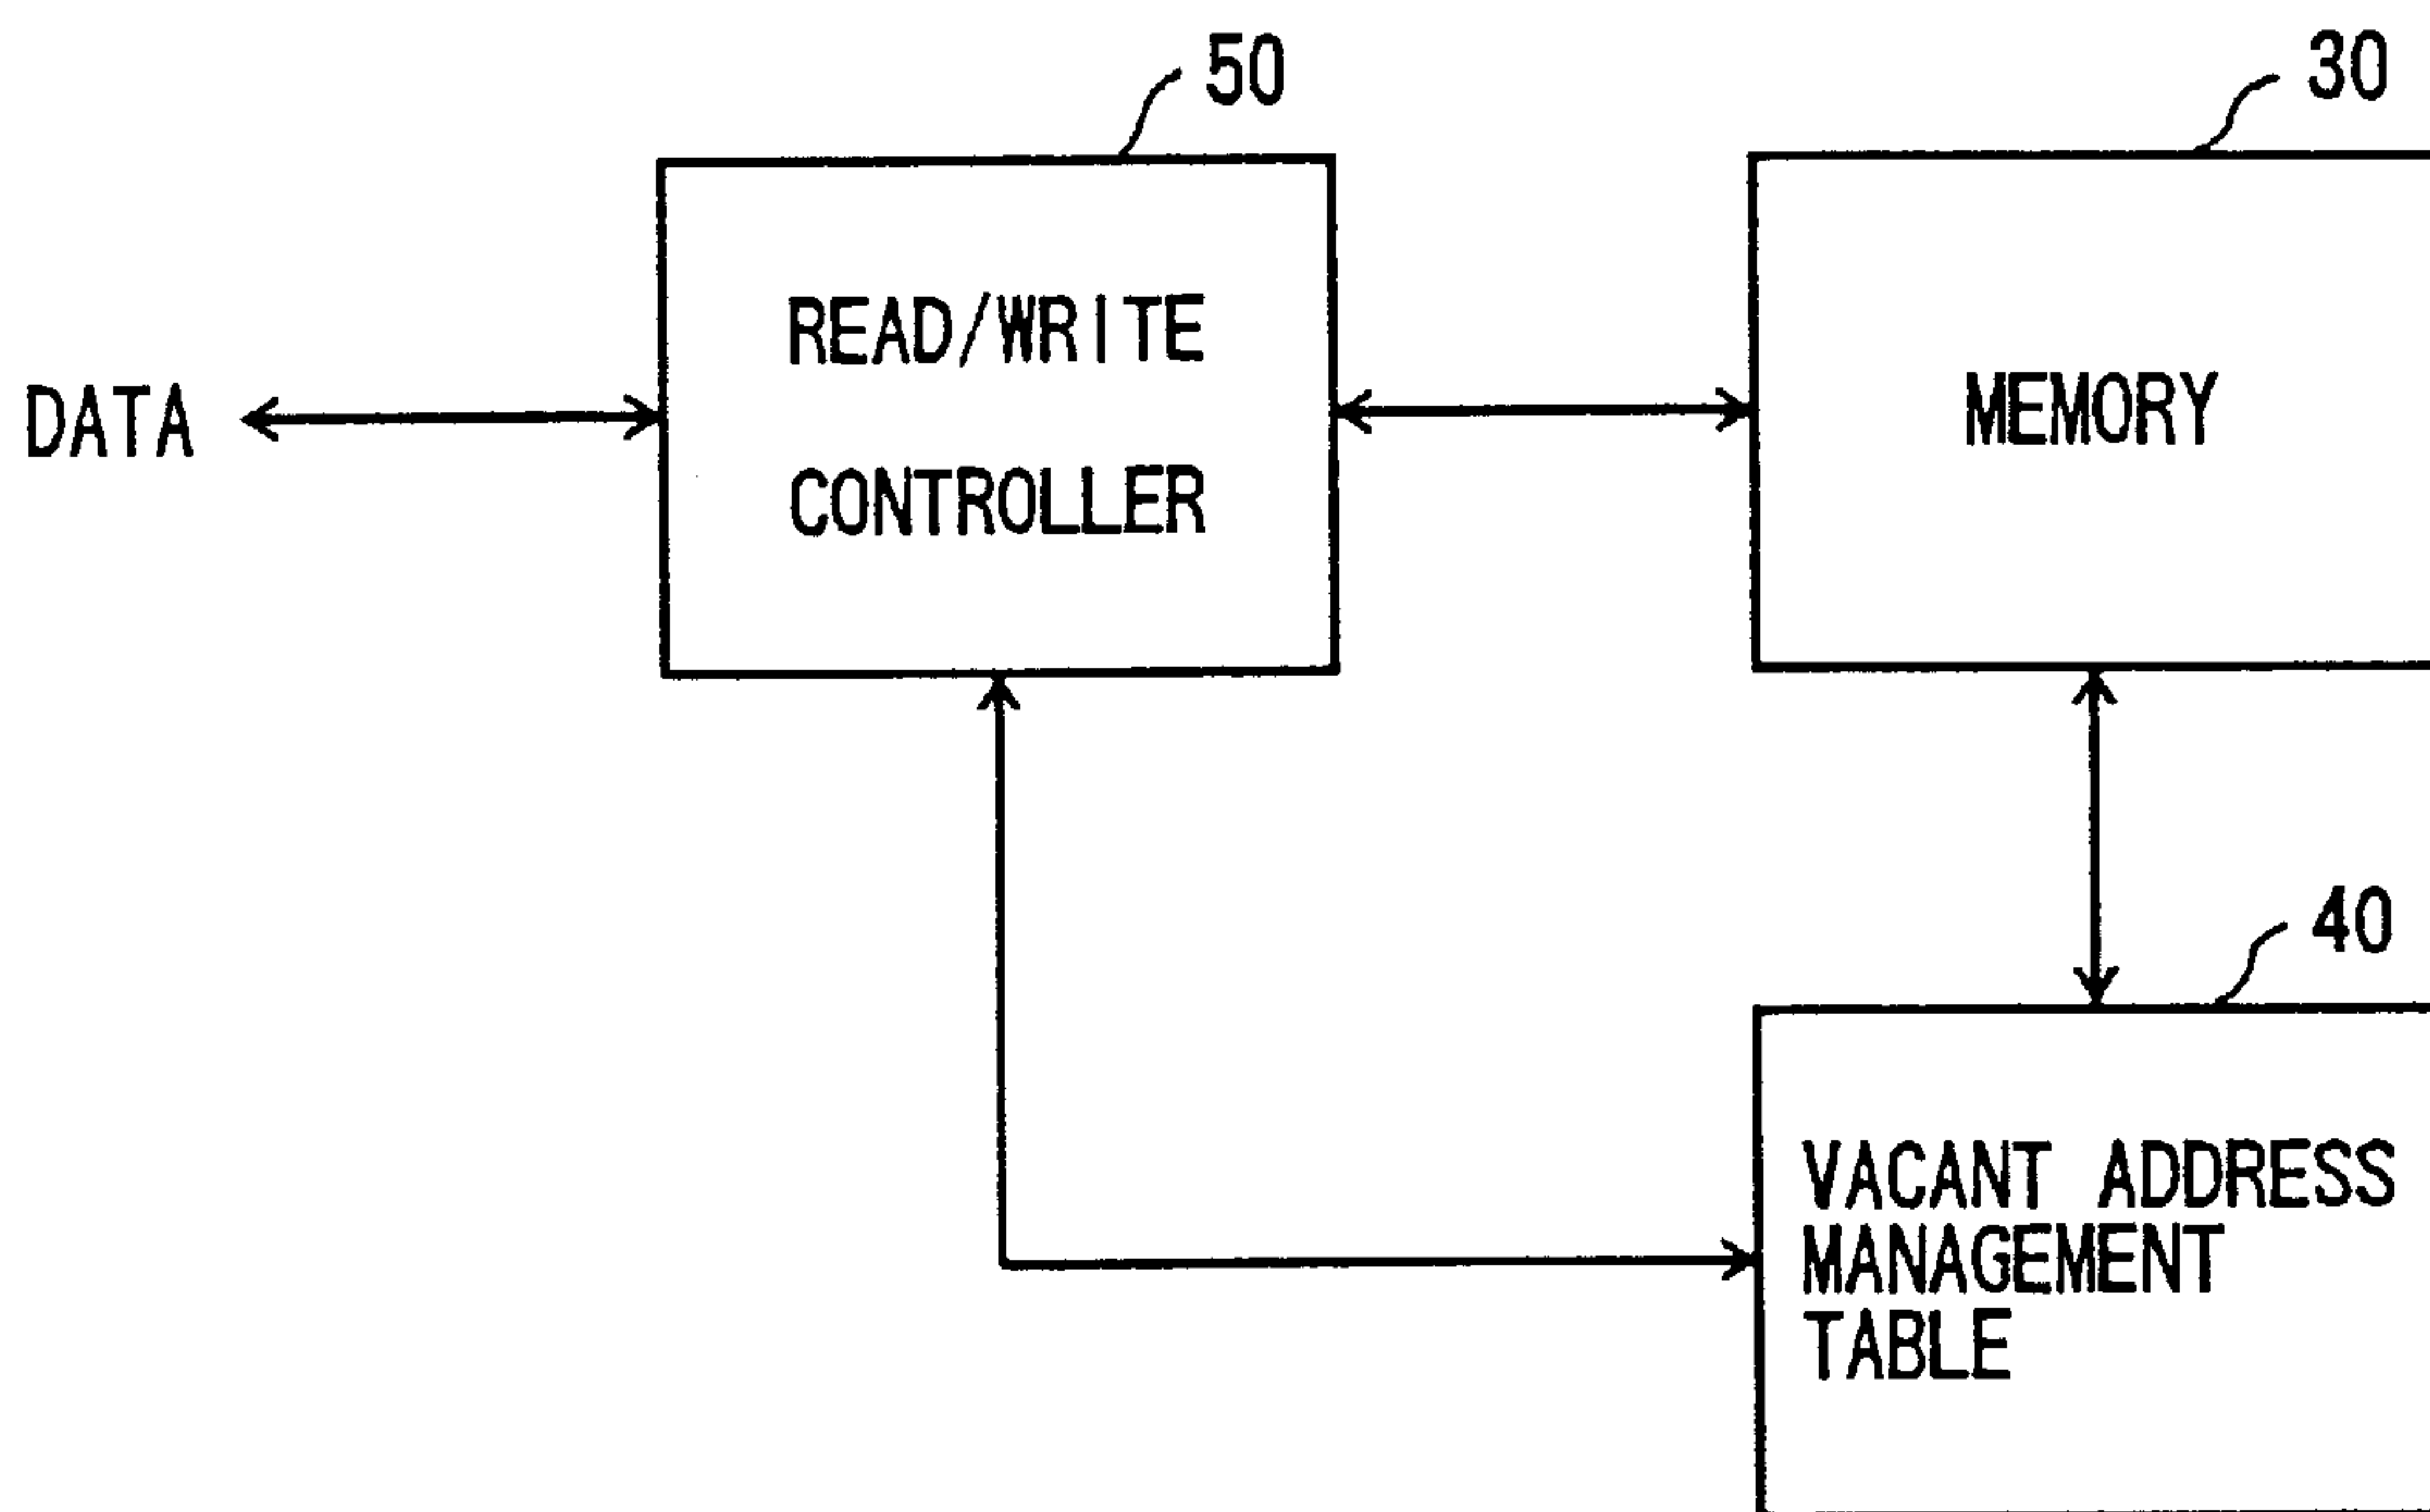 50
30
READ/WRITE
CONTROLLER
DATA
MEMORY
40
VACANT ADDRESS
MANAGEMENT
TABLE